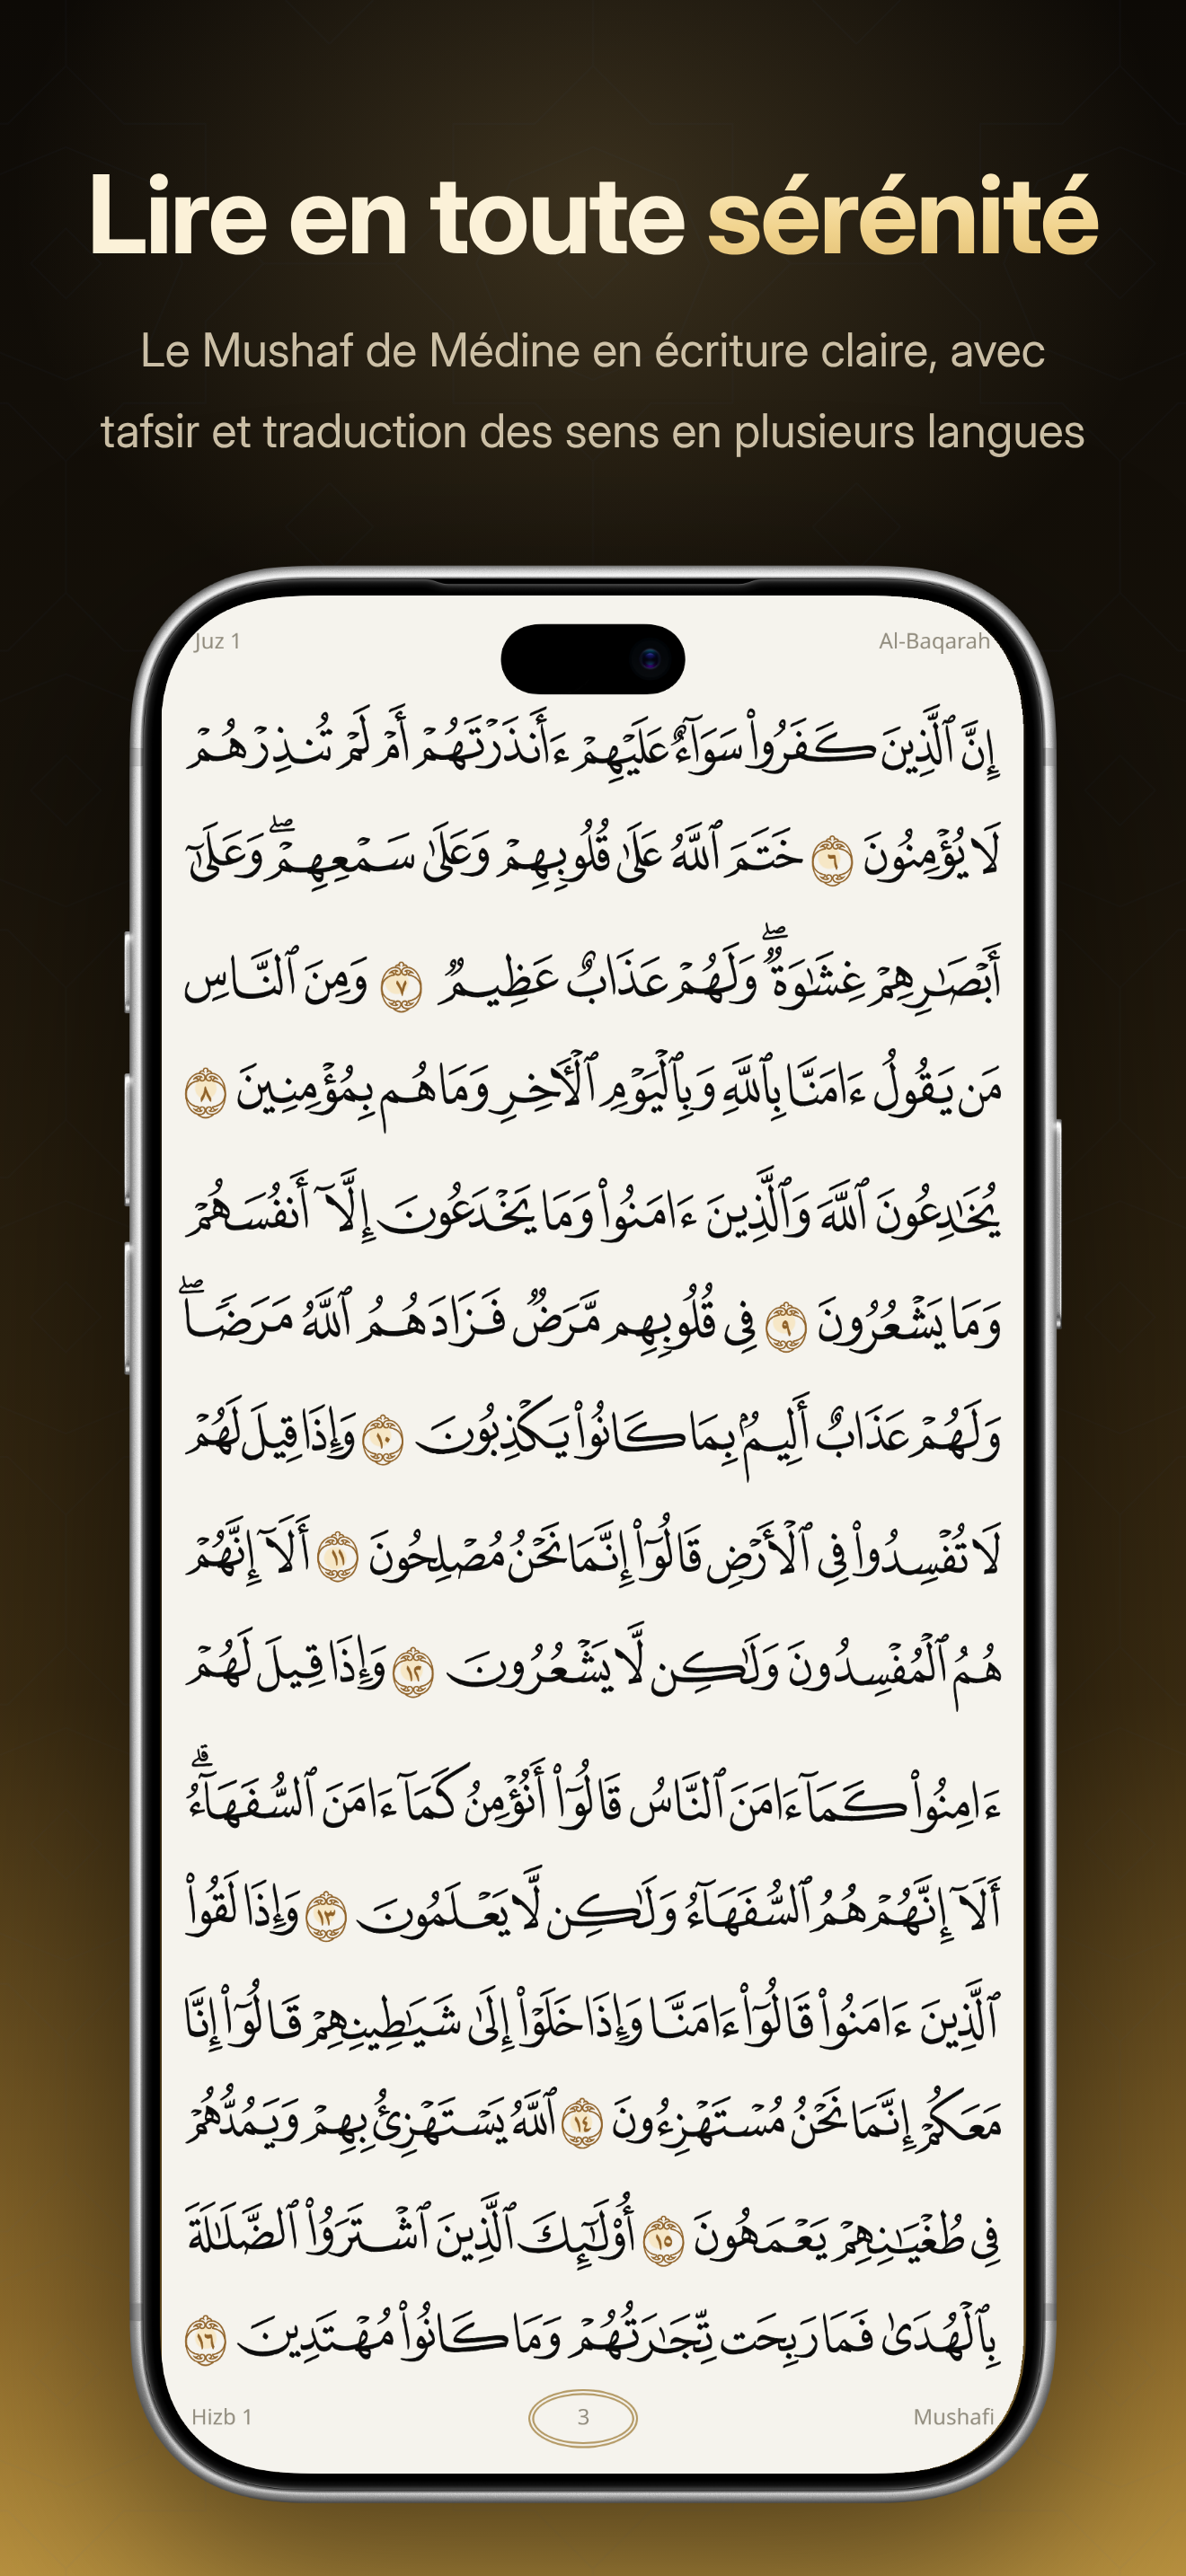 Lire en toute sérénité
Le Mushaf de Médine en écriture claire, avec
tafsir et traduction des sens en plusieurs langues
Juz 1
Al-Baqarah
إِنَّ ٱلَّذِينَ كَفَرُوا۟ سَوَآءٌ عَلَيْهِمْ ءَأَنذَرْتَهُمْ أَمْ لَمْ تُنذِرْهُمْ
لَا يُؤْمِنُونَ ٦ خَتَمَ ٱللَّهُ عَلَىٰ قُلُوبِهِمْ وَعَلَىٰ سَمْعِهِمْ ۖ وَعَلَىٰٓ
أَبْصَـٰرِهِمْ غِشَـٰوَةٌ ۖ وَلَهُمْ عَذَابٌ عَظِيمٌ ٧ وَمِنَ ٱلنَّاسِ
مَن يَقُولُ ءَامَنَّا بِٱللَّهِ وَبِٱلْيَوْمِ ٱلْـَٔاخِرِ وَمَا هُم بِمُؤْمِنِينَ ٨
يُخَـٰدِعُونَ ٱللَّهَ وَٱلَّذِينَ ءَامَنُوا۟ وَمَا يَخْدَعُونَ إِلَّآ أَنفُسَهُمْ
وَمَا يَشْعُرُونَ ٩ فِى قُلُوبِهِم مَّرَضٌ فَزَادَهُمُ ٱللَّهُ مَرَضًا ۖ
وَلَهُمْ عَذَابٌ أَلِيمٌۢ بِمَا كَانُوا۟ يَكْذِبُونَ ١٠ وَإِذَا قِيلَ لَهُمْ
لَا تُفْسِدُوا۟ فِى ٱلْأَرْضِ قَالُوٓا۟ إِنَّمَا نَحْنُ مُصْلِحُونَ ١١ أَلَآ إِنَّهُمْ
هُمُ ٱلْمُفْسِدُونَ وَلَـٰكِن لَّا يَشْعُرُونَ ١٢ وَإِذَا قِيلَ لَهُمْ
ءَامِنُوا۟ كَمَآ ءَامَنَ ٱلنَّاسُ قَالُوٓا۟ أَنُؤْمِنُ كَمَآ ءَامَنَ ٱلسُّفَهَآءُ ۗ
أَلَآ إِنَّهُمْ هُمُ ٱلسُّفَهَآءُ وَلَـٰكِن لَّا يَعْلَمُونَ ١٣ وَإِذَا لَقُوا۟
ٱلَّذِينَ ءَامَنُوا۟ قَالُوٓا۟ ءَامَنَّا وَإِذَا خَلَوْا۟ إِلَىٰ شَيَـٰطِينِهِمْ قَالُوٓا۟ إِنَّا
مَعَكُمْ إِنَّمَا نَحْنُ مُسْتَهْزِءُونَ ١٤ ٱللَّهُ يَسْتَهْزِئُ بِهِمْ وَيَمُدُّهُمْ
فِى طُغْيَـٰنِهِمْ يَعْمَهُونَ ١٥ أُو۟لَـٰٓئِكَ ٱلَّذِينَ ٱشْتَرَوُا۟ ٱلضَّلَـٰلَةَ
بِٱلْهُدَىٰ فَمَا رَبِحَت تِّجَـٰرَتُهُمْ وَمَا كَانُوا۟ مُهْتَدِينَ ١٦
Hizb 1
3
Mushafi